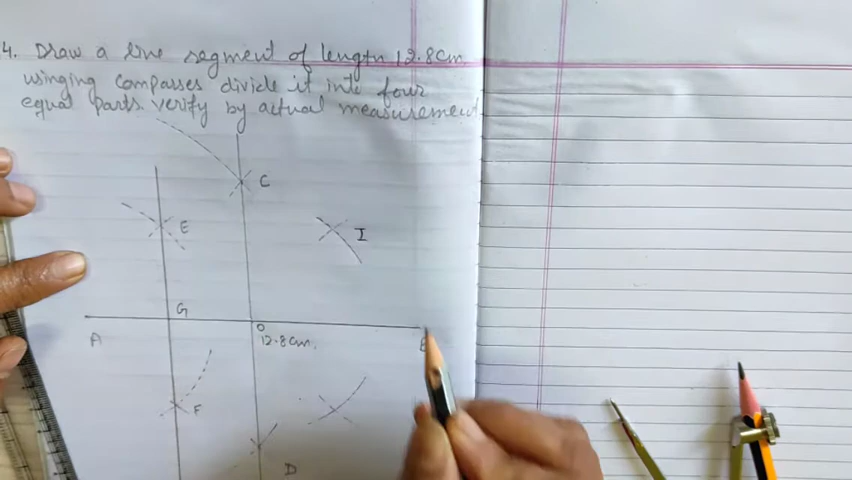 4. Draw a line segment of length 12.8cm
usinging compasses divide it into four
equal parts. verify by actual measurement
C
E
I
G
O
A
12.8cm.
F
D